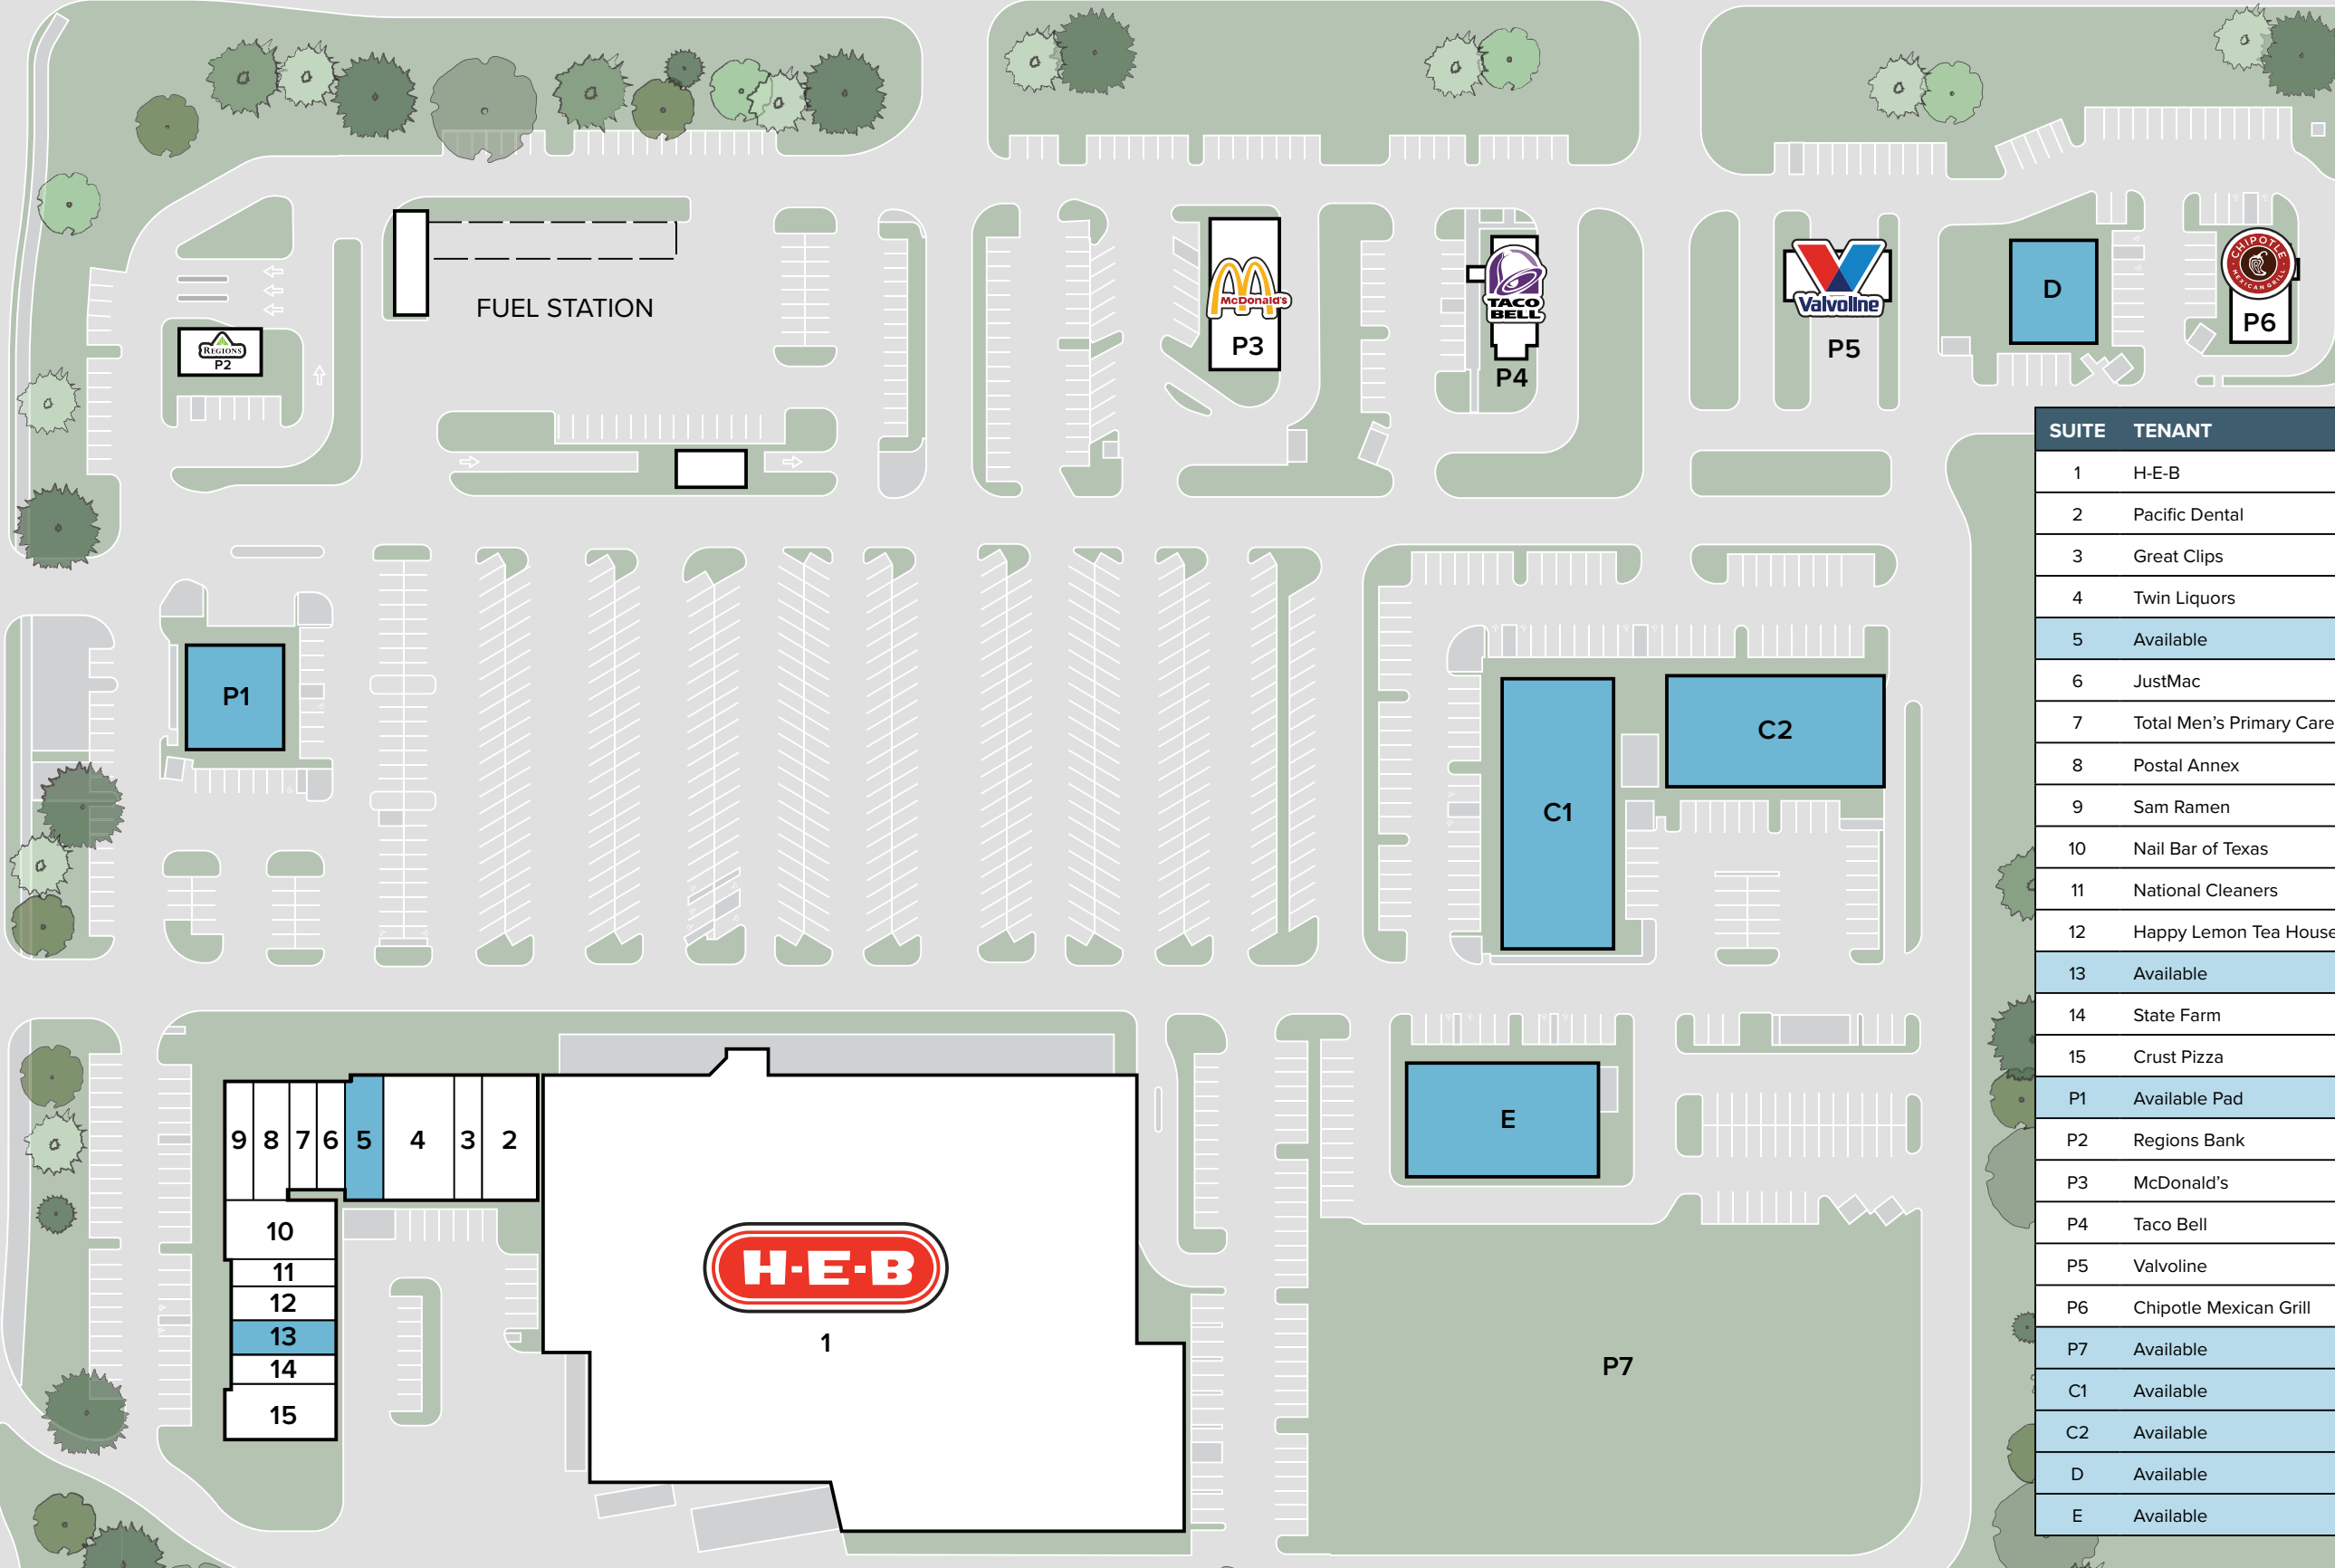 FUEL STATION
REGIONS
P2
McDonald's
P3
TACO
BELL
P4
Valvoline
P5
D
CHIPOTLE
MEXICAN GRILL
P6
P1
C1
C2
E
9 8 7 6 5 4 3 2
10
11
12
13
14
15
H-E-B
1
P7
SUITE TENANT
1 H-E-B
2 Pacific Dental
3 Great Clips
4 Twin Liquors
5 Available
6 JustMac
7 Total Men's Primary Care
8 Postal Annex
9 Sam Ramen
10 Nail Bar of Texas
11 National Cleaners
12 Happy Lemon Tea House
13 Available
14 State Farm
15 Crust Pizza
P1 Available Pad
P2 Regions Bank
P3 McDonald's
P4 Taco Bell
P5 Valvoline
P6 Chipotle Mexican Grill
P7 Available
C1 Available
C2 Available
D Available
E Available